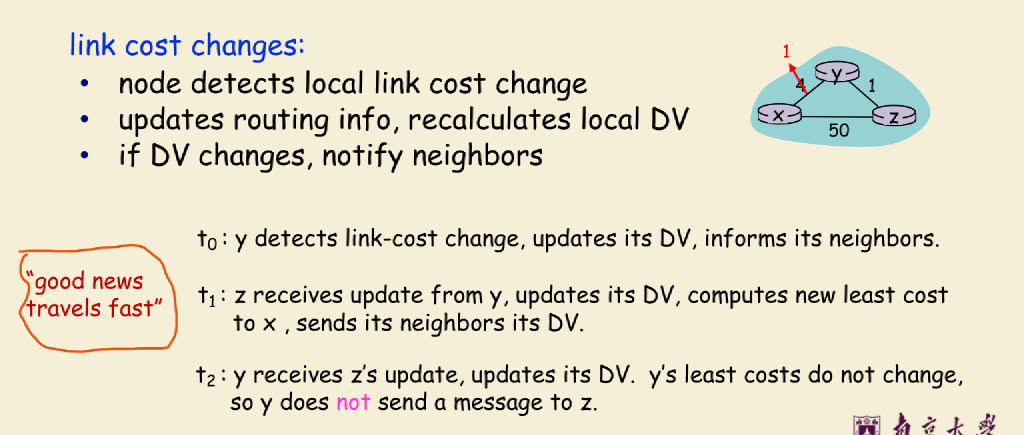 link cost changes:
• node detects local link cost change
• updates routing info, recalculates local DV
• if DV changes, notify neighbors
1
4
y
1
x
z
50
"good news
travels fast"
t₀ : y detects link-cost change, updates its DV, informs its neighbors.
t₁ : z receives update from y, updates its DV, computes new least cost
to x , sends its neighbors its DV.
t₂ : y receives z's update, updates its DV. y's least costs do not change,
so y does not send a message to z.
南京大学